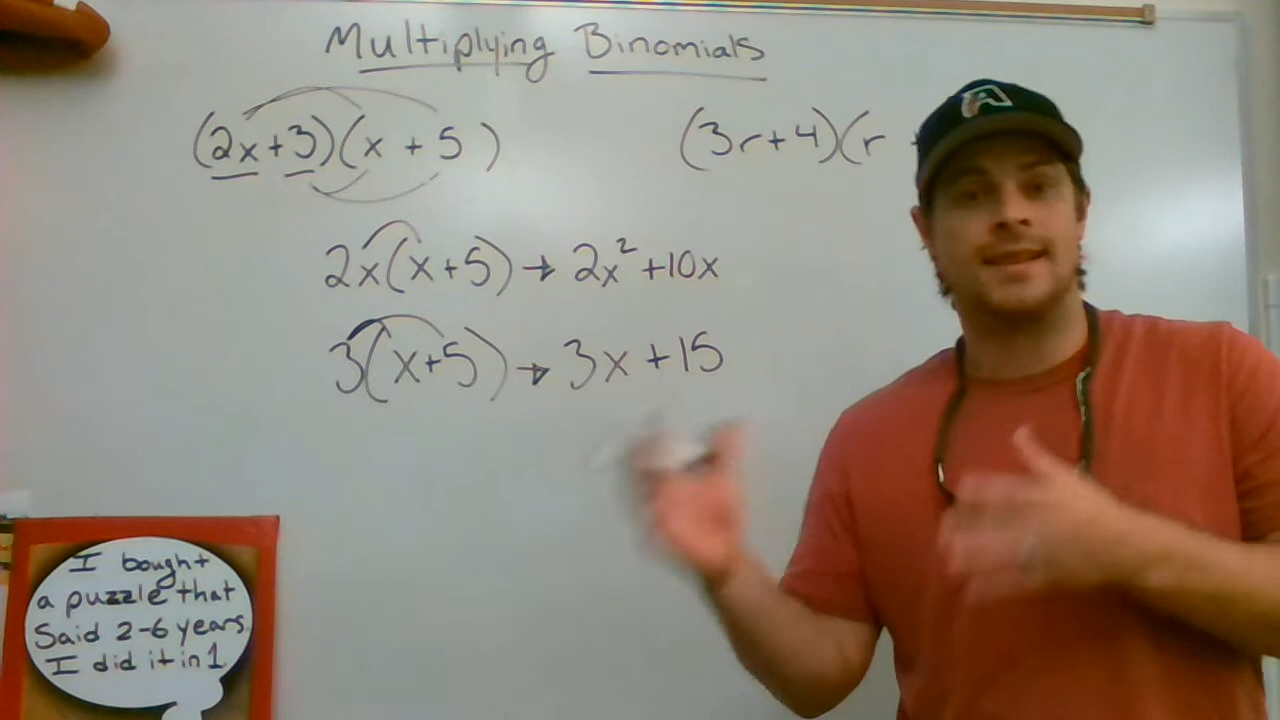 Multiplying Binomials
(2x+3)(x + 5)
(3r+4)(r
2x(x+5) → 2x² +10x
3(x+5) → 3x +15
I bought
a puzzle that
Said 2-6 years
I did it in 1